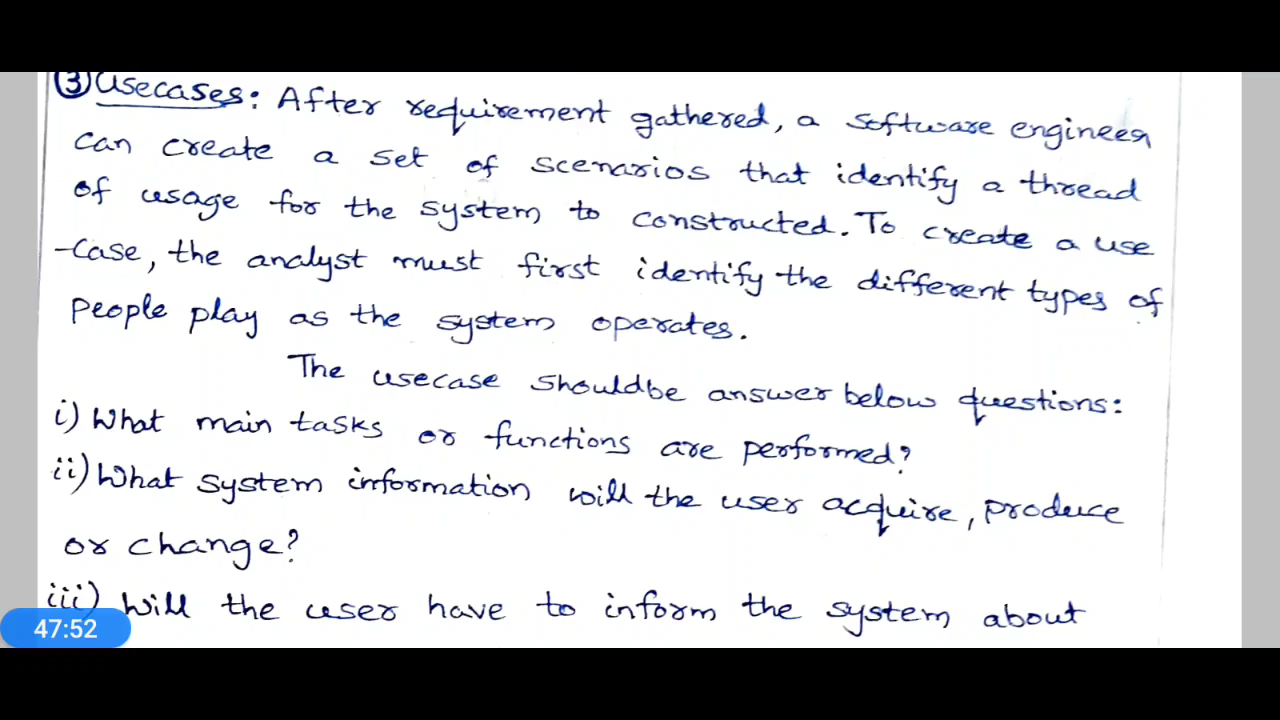 ③ Usecases: After requirement gathered, a software engineer
can create a set of scenarios that identify a thread
of usage for the system to constructed. To create a use
-case, the analyst must first identify the different types of
people play as the system operates.
The usecase shouldbe answer below questions:
i) What main tasks or functions are performed?
ii) What system information will the user acquire, produce
or change?
iii) Will the user have to inform the system about
47:52